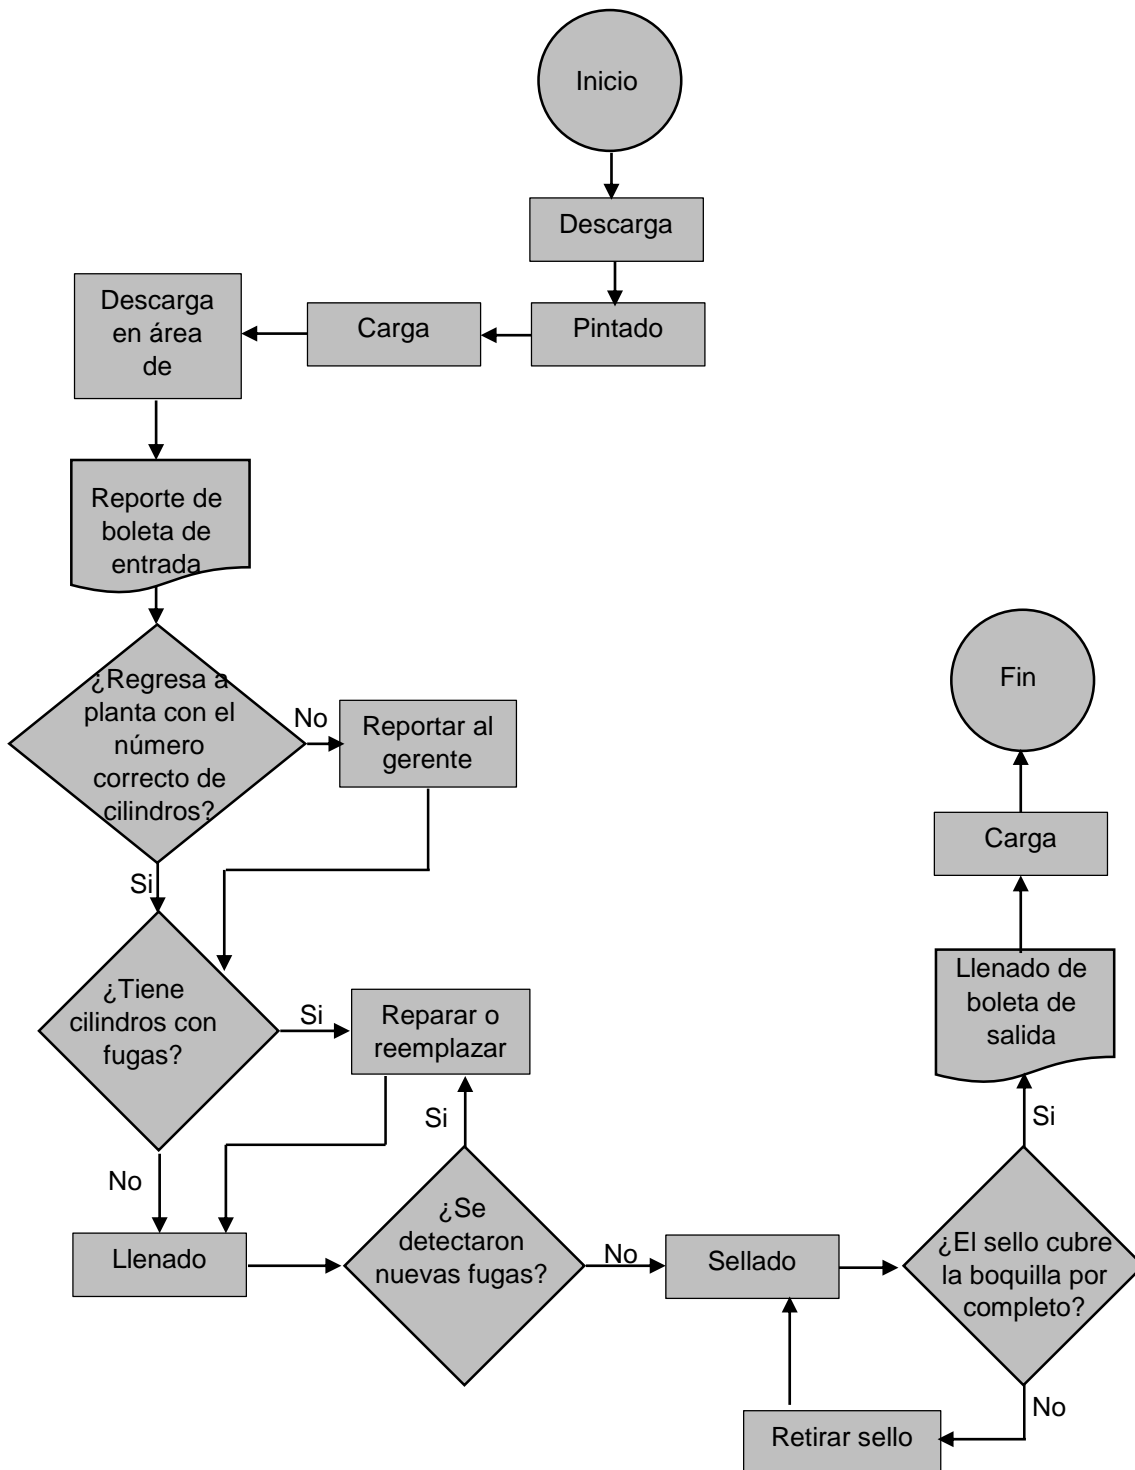 Inicio
Descarga
Pintado
Carga
Descarga
en área
de
Reporte de
boleta de
entrada
¿Regresa a
planta con el
número
correcto de
cilindros?
No
Reportar al
gerente
Si
¿Tiene
cilindros con
fugas?
Si
Reparar o
reemplazar
No
Llenado
¿Se
detectaron
nuevas fugas?
Si
No
Sellado
¿El sello cubre
la boquilla por
completo?
No
Retirar sello
Si
Llenado de
boleta de
salida
Carga
Fin